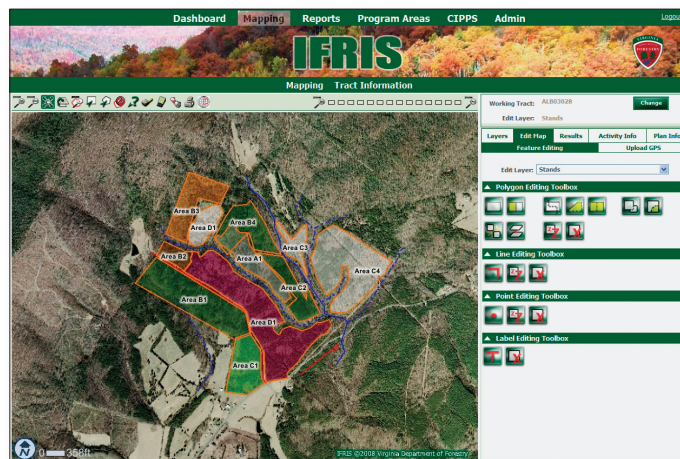 Dashboard Mapping Reports Program Areas CIPPS Admin Logout
IFRIS
VIRGINIA
FORESTRY
Mapping Tract Information
Working Tract: ALB03028 Change
Edit Layer: Stands
Layers Edit Map Results Activity Info Plan Info
Feature Editing Upload GPS
Edit Layer: Stands
Polygon Editing Toolbox
Line Editing Toolbox
Point Editing Toolbox
Label Editing Toolbox
Area B3
Area D1
Area B4
Area C3
Area B2
Area A1
Area C4
Area C2
Area B1
Area D1
Area C1
N 0 358ft
IFRIS ©2008 Virginia Department of Forestry